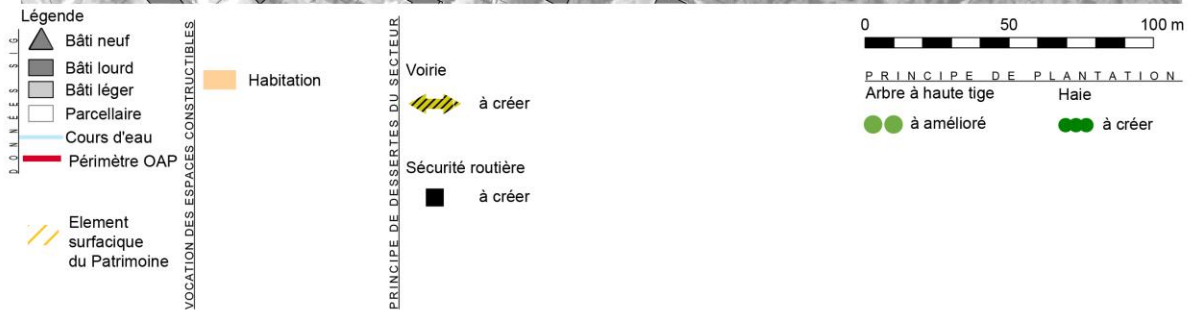 Légende
DONNEES SIG
Bâti neuf
Bâti lourd
Bâti léger
Parcellaire
Cours d'eau
Périmètre OAP
Element
surfacique
du Patrimoine
VOCATION DES ESPACES CONSTRUCTIBLES
Habitation
PRINCIPE DE DESSERTES DU SECTEUR
Voirie
à créer
Sécurité routière
à créer
0 50 100 m
PRINCIPE DE PLANTATION
Arbre à haute tige
à amélioré
Haie
à créer